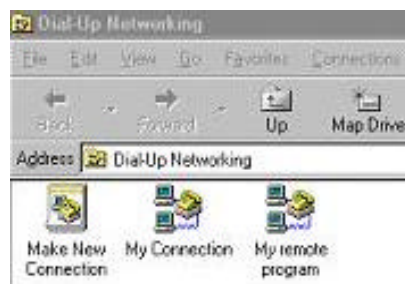 Dial-Up Networking
File Edit View Go Favorites Connections
Back Forward Up Map Drive
Address Dial-Up Networking
Make New Connection
My Connection
My remote program